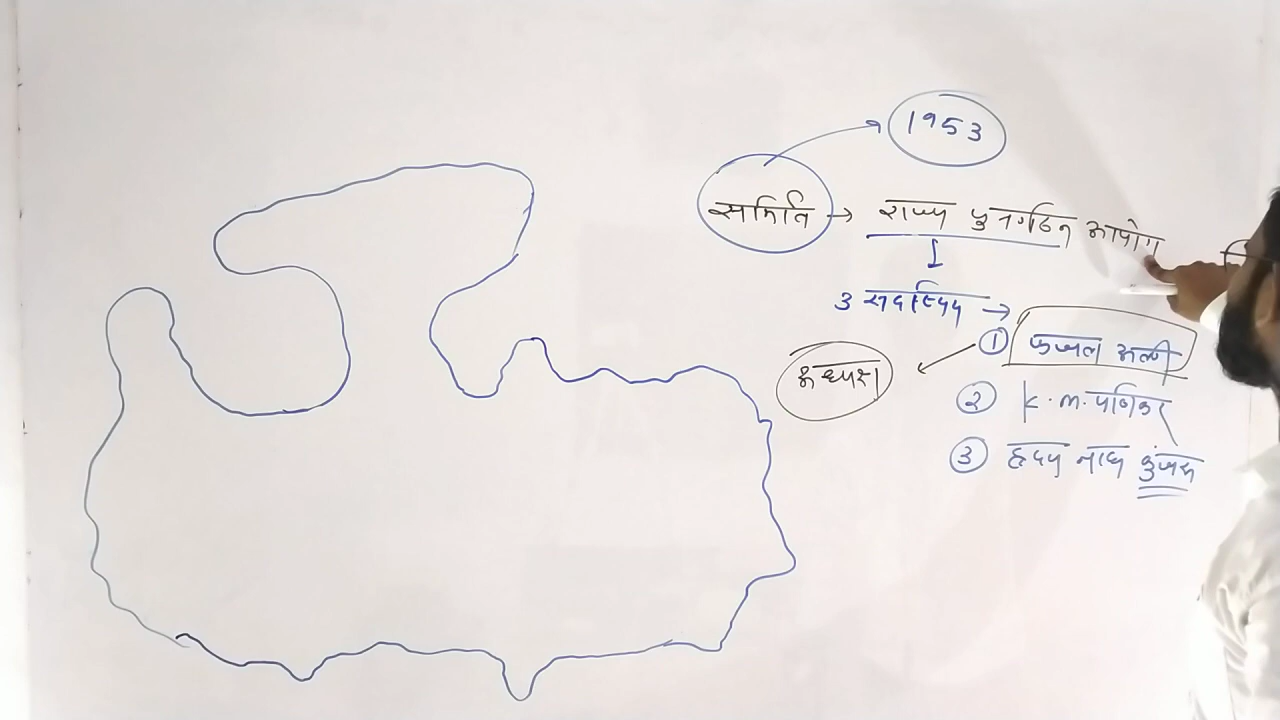 1953
समिति → राज्य पुनर्गठन आयोग
3 सदस्यिय →
① फजल अली
अध्यक्ष
② K.M. पणिकर
③ हृदय नाथ कुंजरू